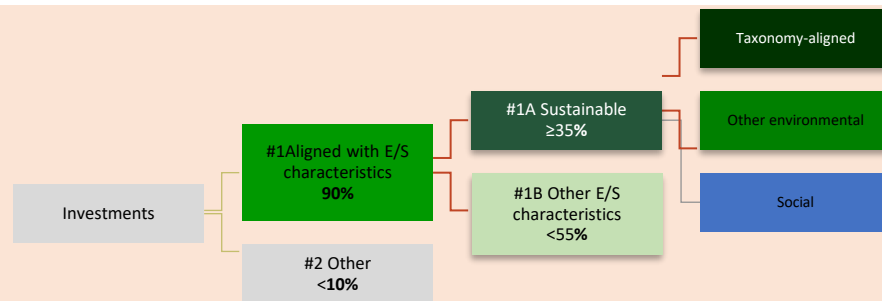 Taxonomy-aligned
#1A Sustainable
≥35%
Other environmental
#1Aligned with E/S
characteristics
90%
Investments
#1B Other E/S
characteristics
<55%
Social
#2 Other
<10%